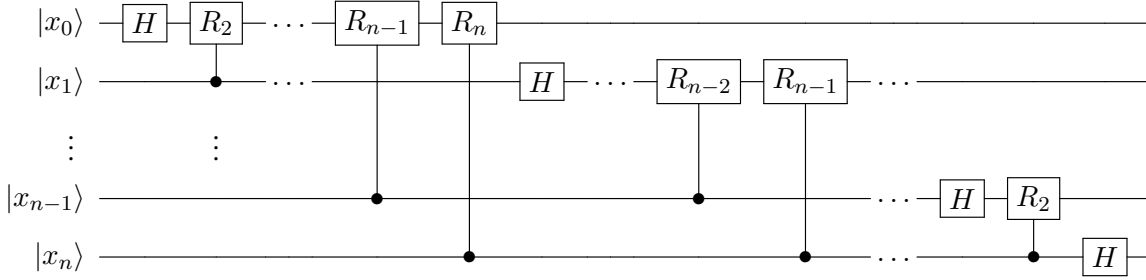 |x₀⟩ H R₂ ⋯ Rₙ₋₁ Rₙ
|x₁⟩ ⋯ H ⋯ Rₙ₋₂ Rₙ₋₁ ⋯
⋮ ⋮
|xₙ₋₁⟩ ⋯ H R₂
|xₙ⟩ ⋯ H